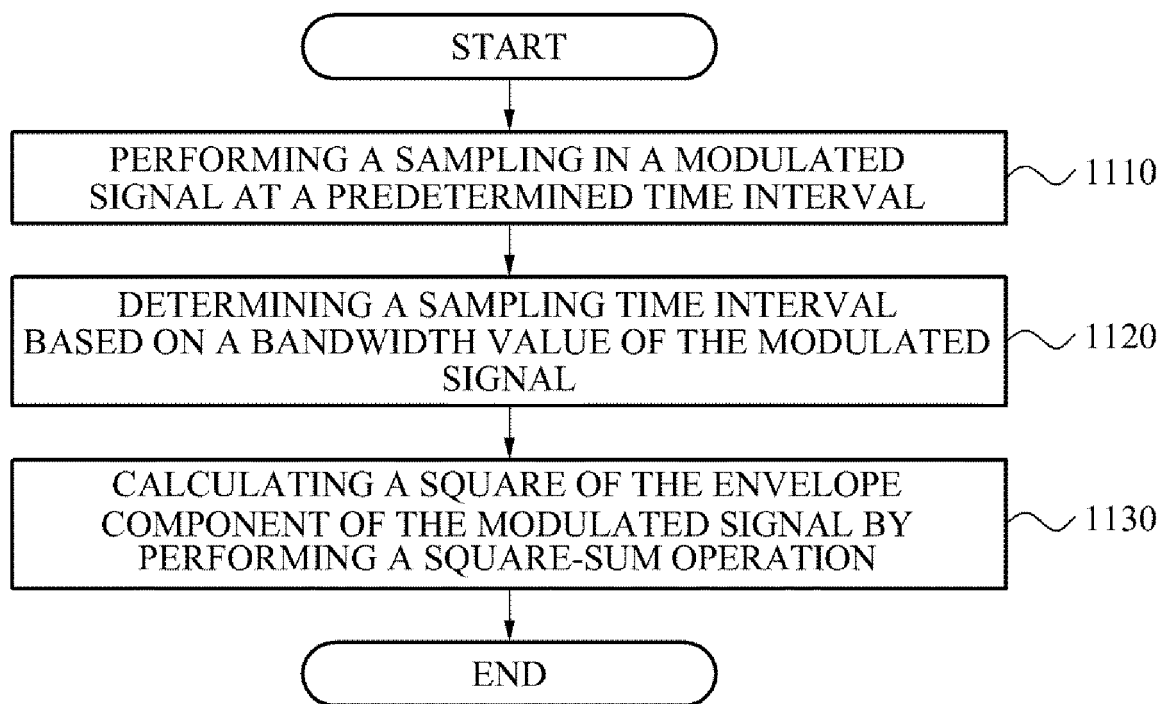 START
PERFORMING A SAMPLING IN A MODULATED
SIGNAL AT A PREDETERMINED TIME INTERVAL
1110
DETERMINING A SAMPLING TIME INTERVAL
BASED ON A BANDWIDTH VALUE OF THE MODULATED
SIGNAL
1120
CALCULATING A SQUARE OF THE ENVELOPE
COMPONENT OF THE MODULATED SIGNAL BY
PERFORMING A SQUARE-SUM OPERATION
1130
END